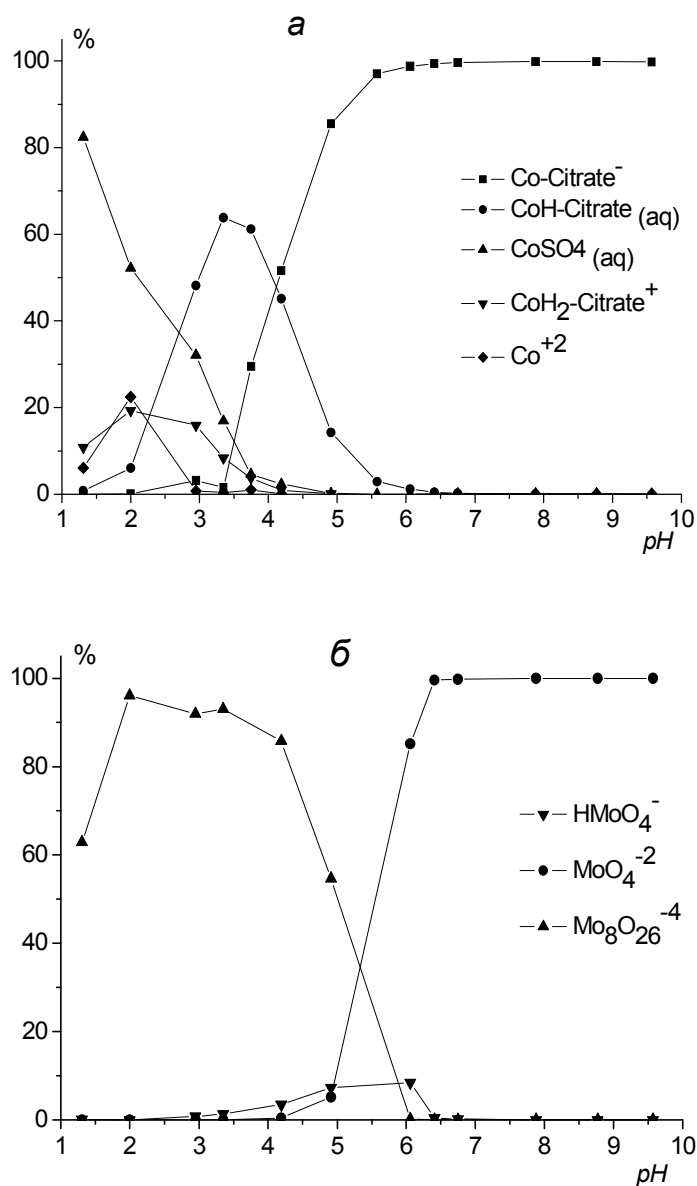 а
%
100
80
60
40
20
0
Co-Citrate-
CoH-Citrate (aq)
CoSO4 (aq)
CoH2-Citrate+
Co+2
1 2 3 4 5 6 7 8 9 10
pH
б
%
100
80
60
40
20
0
HMoO4-
MoO4-2
Mo8O26-4
1 2 3 4 5 6 7 8 9 10
pH